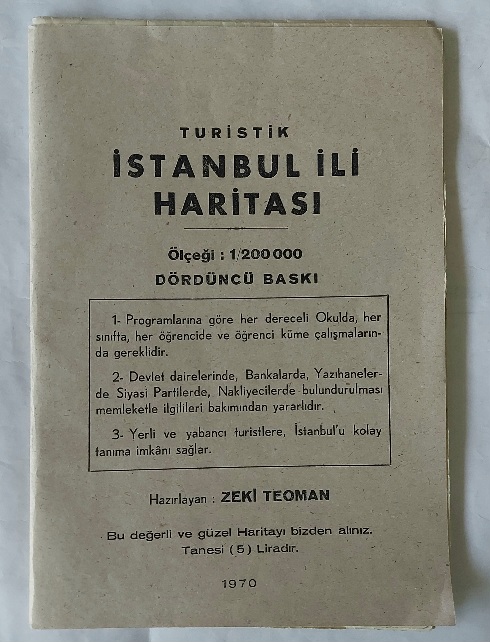 TURİSTİK
İSTANBUL İLİ
HARİTASI
Ölçeği : 1/200000
DÖRDÜNCÜ BASKI
1- Programlarına göre her dereceli Okulda, her
sınıfta, her öğrencide ve öğrenci küme çalışmaların-
da gereklidir.
2- Devlet dairelerinde, Bankalarda, Yazıhaneler-
de Siyasi Partilerde, Nakliyecilerde bulundurulması
memleketle ilgilileri bakımından yararlıdır.
3- Yerli ve yabancı turistlere, İstanbul'u kolay
tanıma imkânı sağlar.
Hazırlayan : ZEKİ TEOMAN
Bu değerli ve güzel Haritayı bizden alınız.
Tanesi (5) Liradır.
1970